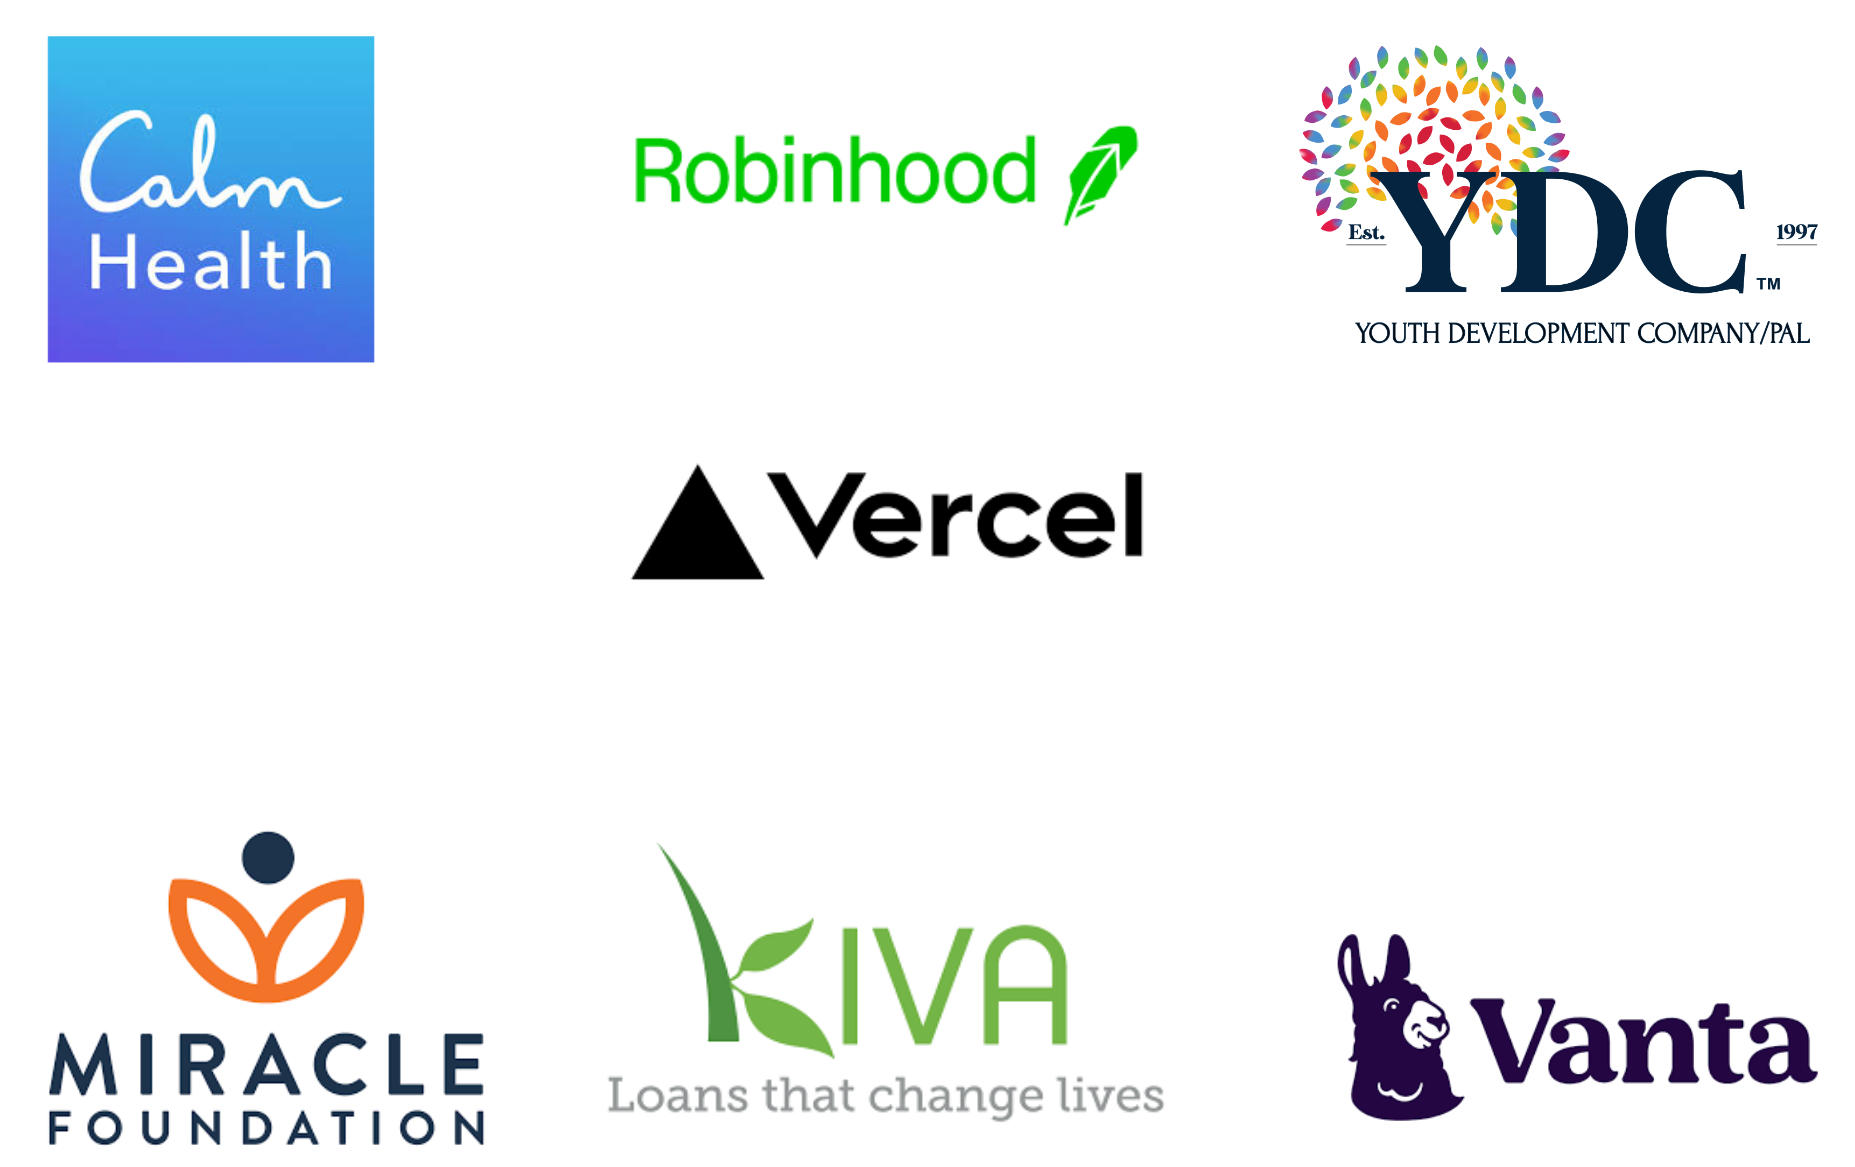 Calm
Health
Robinhood
YDC
Est.
1997
TM
YOUTH DEVELOPMENT COMPANY/PAL
Vercel
MIRACLE
FOUNDATION
KIVA
Loans that change lives
Vanta